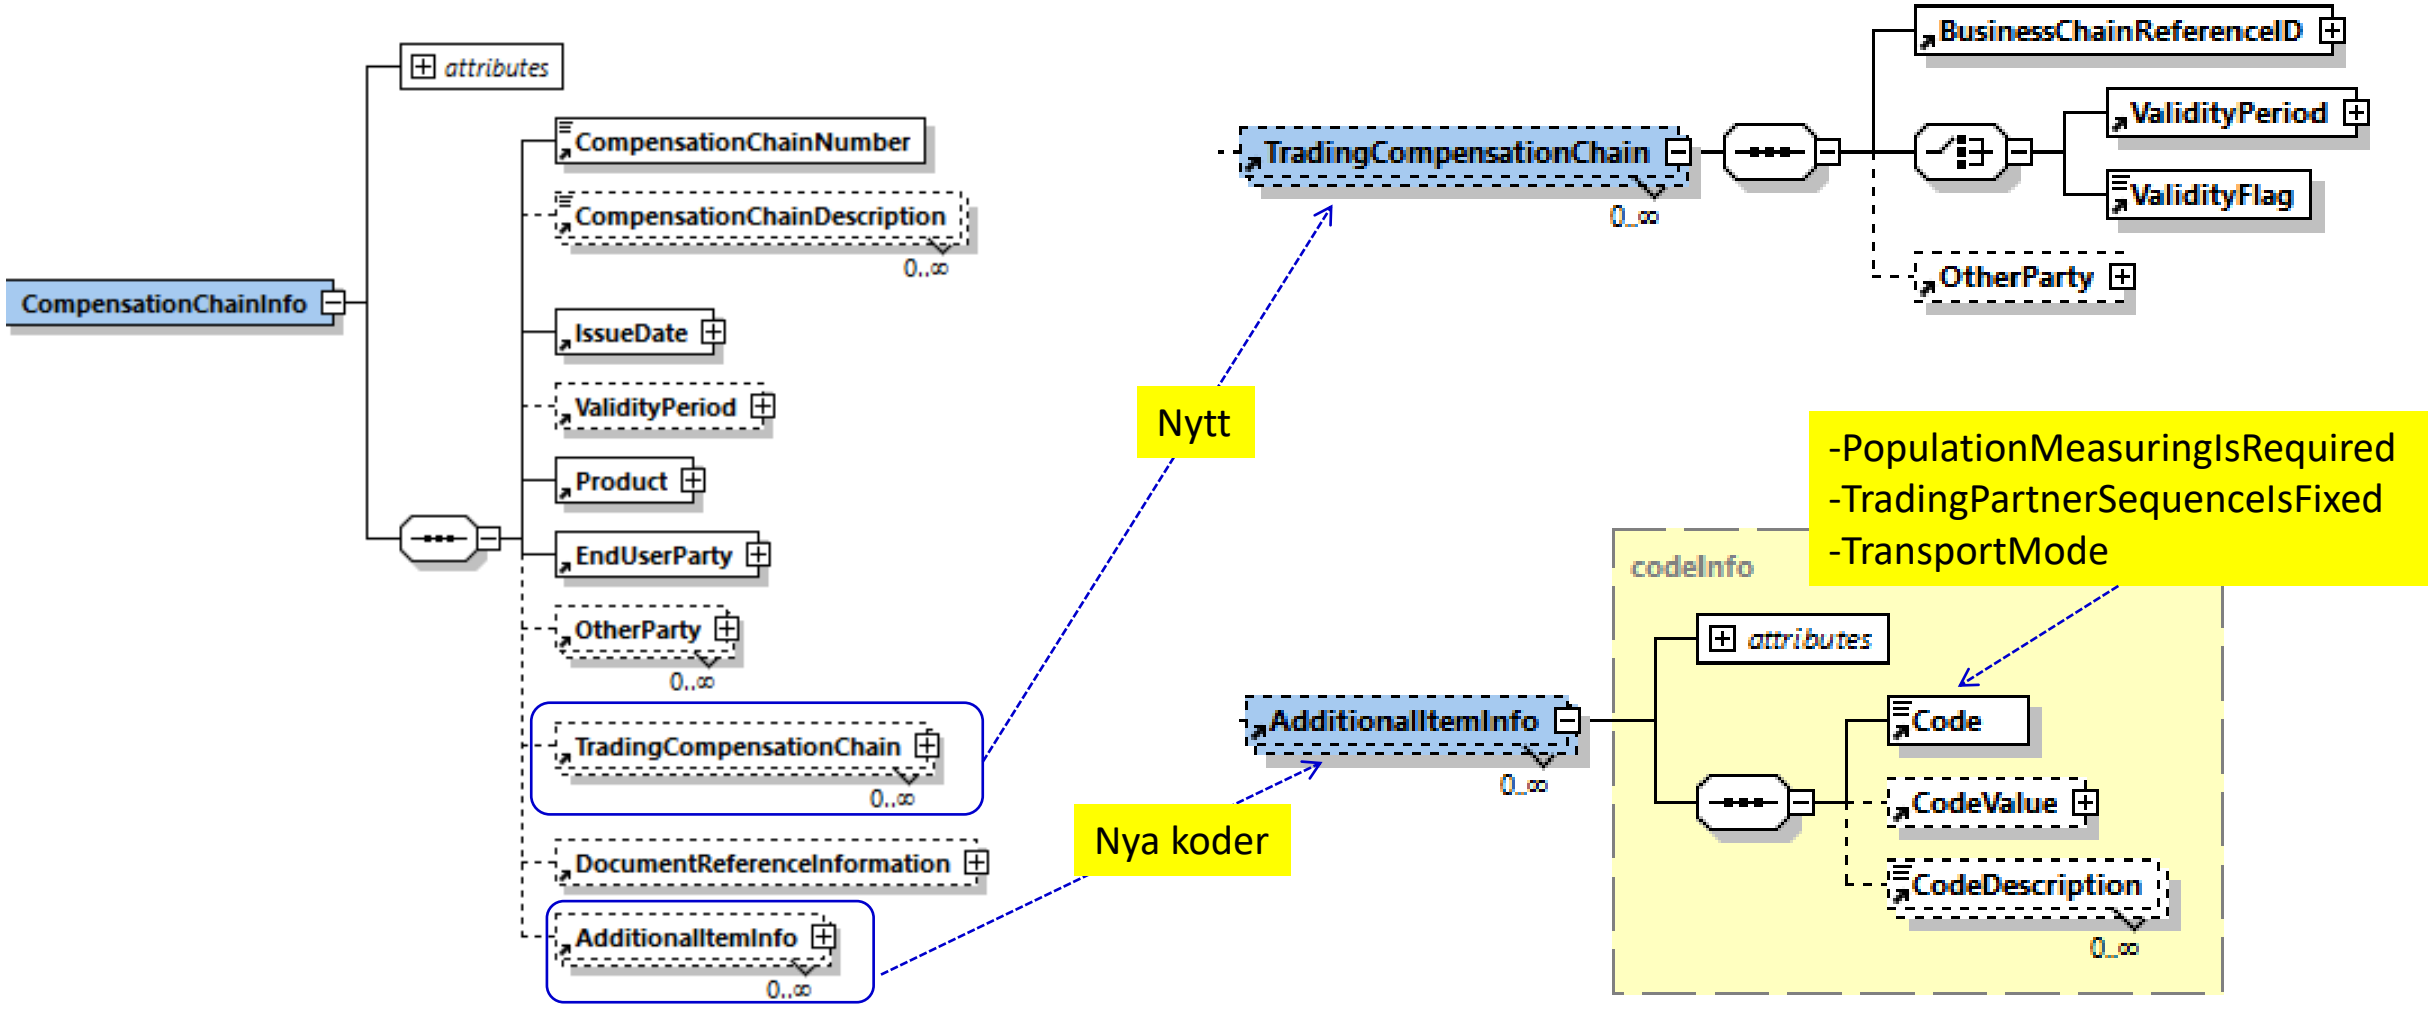 attributes
CompensationChainNumber
CompensationChainDescription
0..∞
CompensationChainInfo
IssueDate
ValidityPeriod
Product
EndUserParty
OtherParty
0..∞
TradingCompensationChain
0..∞
DocumentReferenceInformation
AdditionalItemInfo
0..∞
Nytt
Nya koder
BusinessChainReferenceID
TradingCompensationChain
0..∞
ValidityPeriod
ValidityFlag
OtherParty
-PopulationMeasuringIsRequired
-TradingPartnerSequenceIsFixed
-TransportMode
codeInfo
attributes
AdditionalItemInfo
0..∞
Code
CodeValue
CodeDescription
0..∞